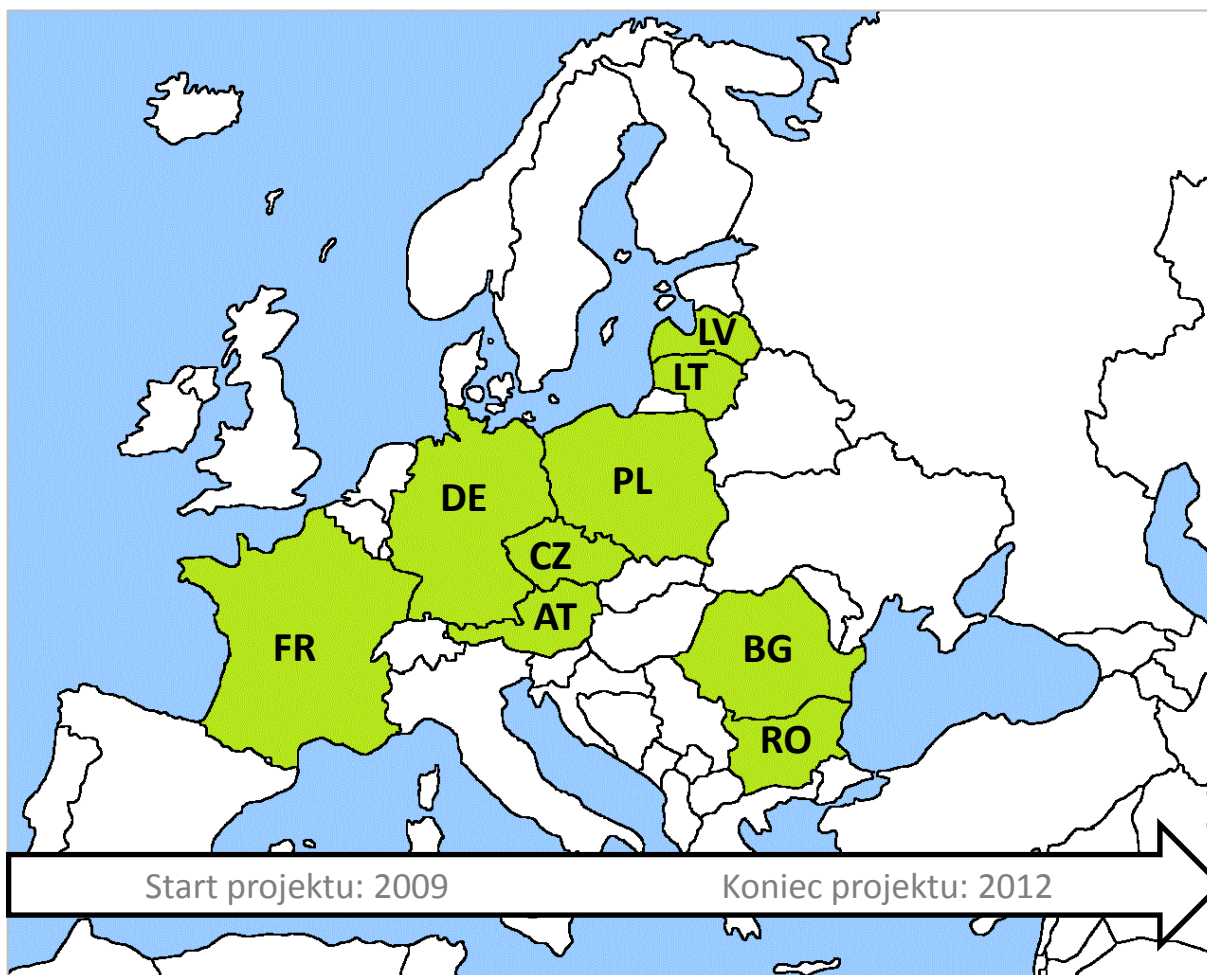 LV
LT
PL
DE
CZ
AT
FR
BG
RO
Start projektu: 2009
Koniec projektu: 2012